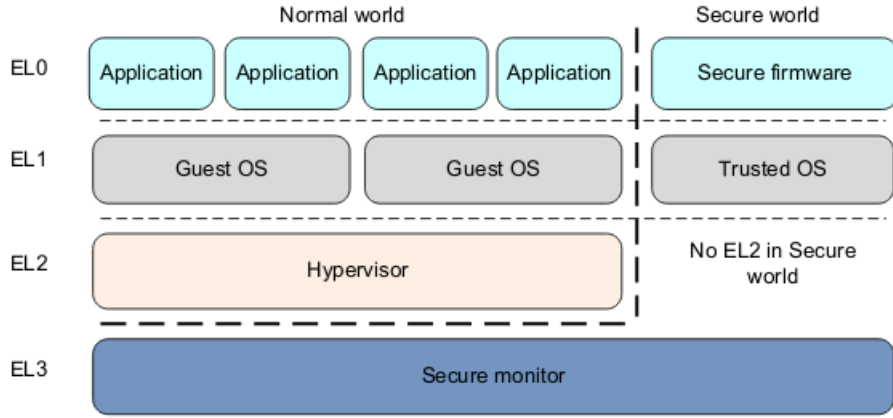 Normal world Secure world
EL0 Application Application Application Application Secure firmware
EL1 Guest OS Guest OS Trusted OS
EL2 Hypervisor No EL2 in Secure
world
EL3 Secure monitor